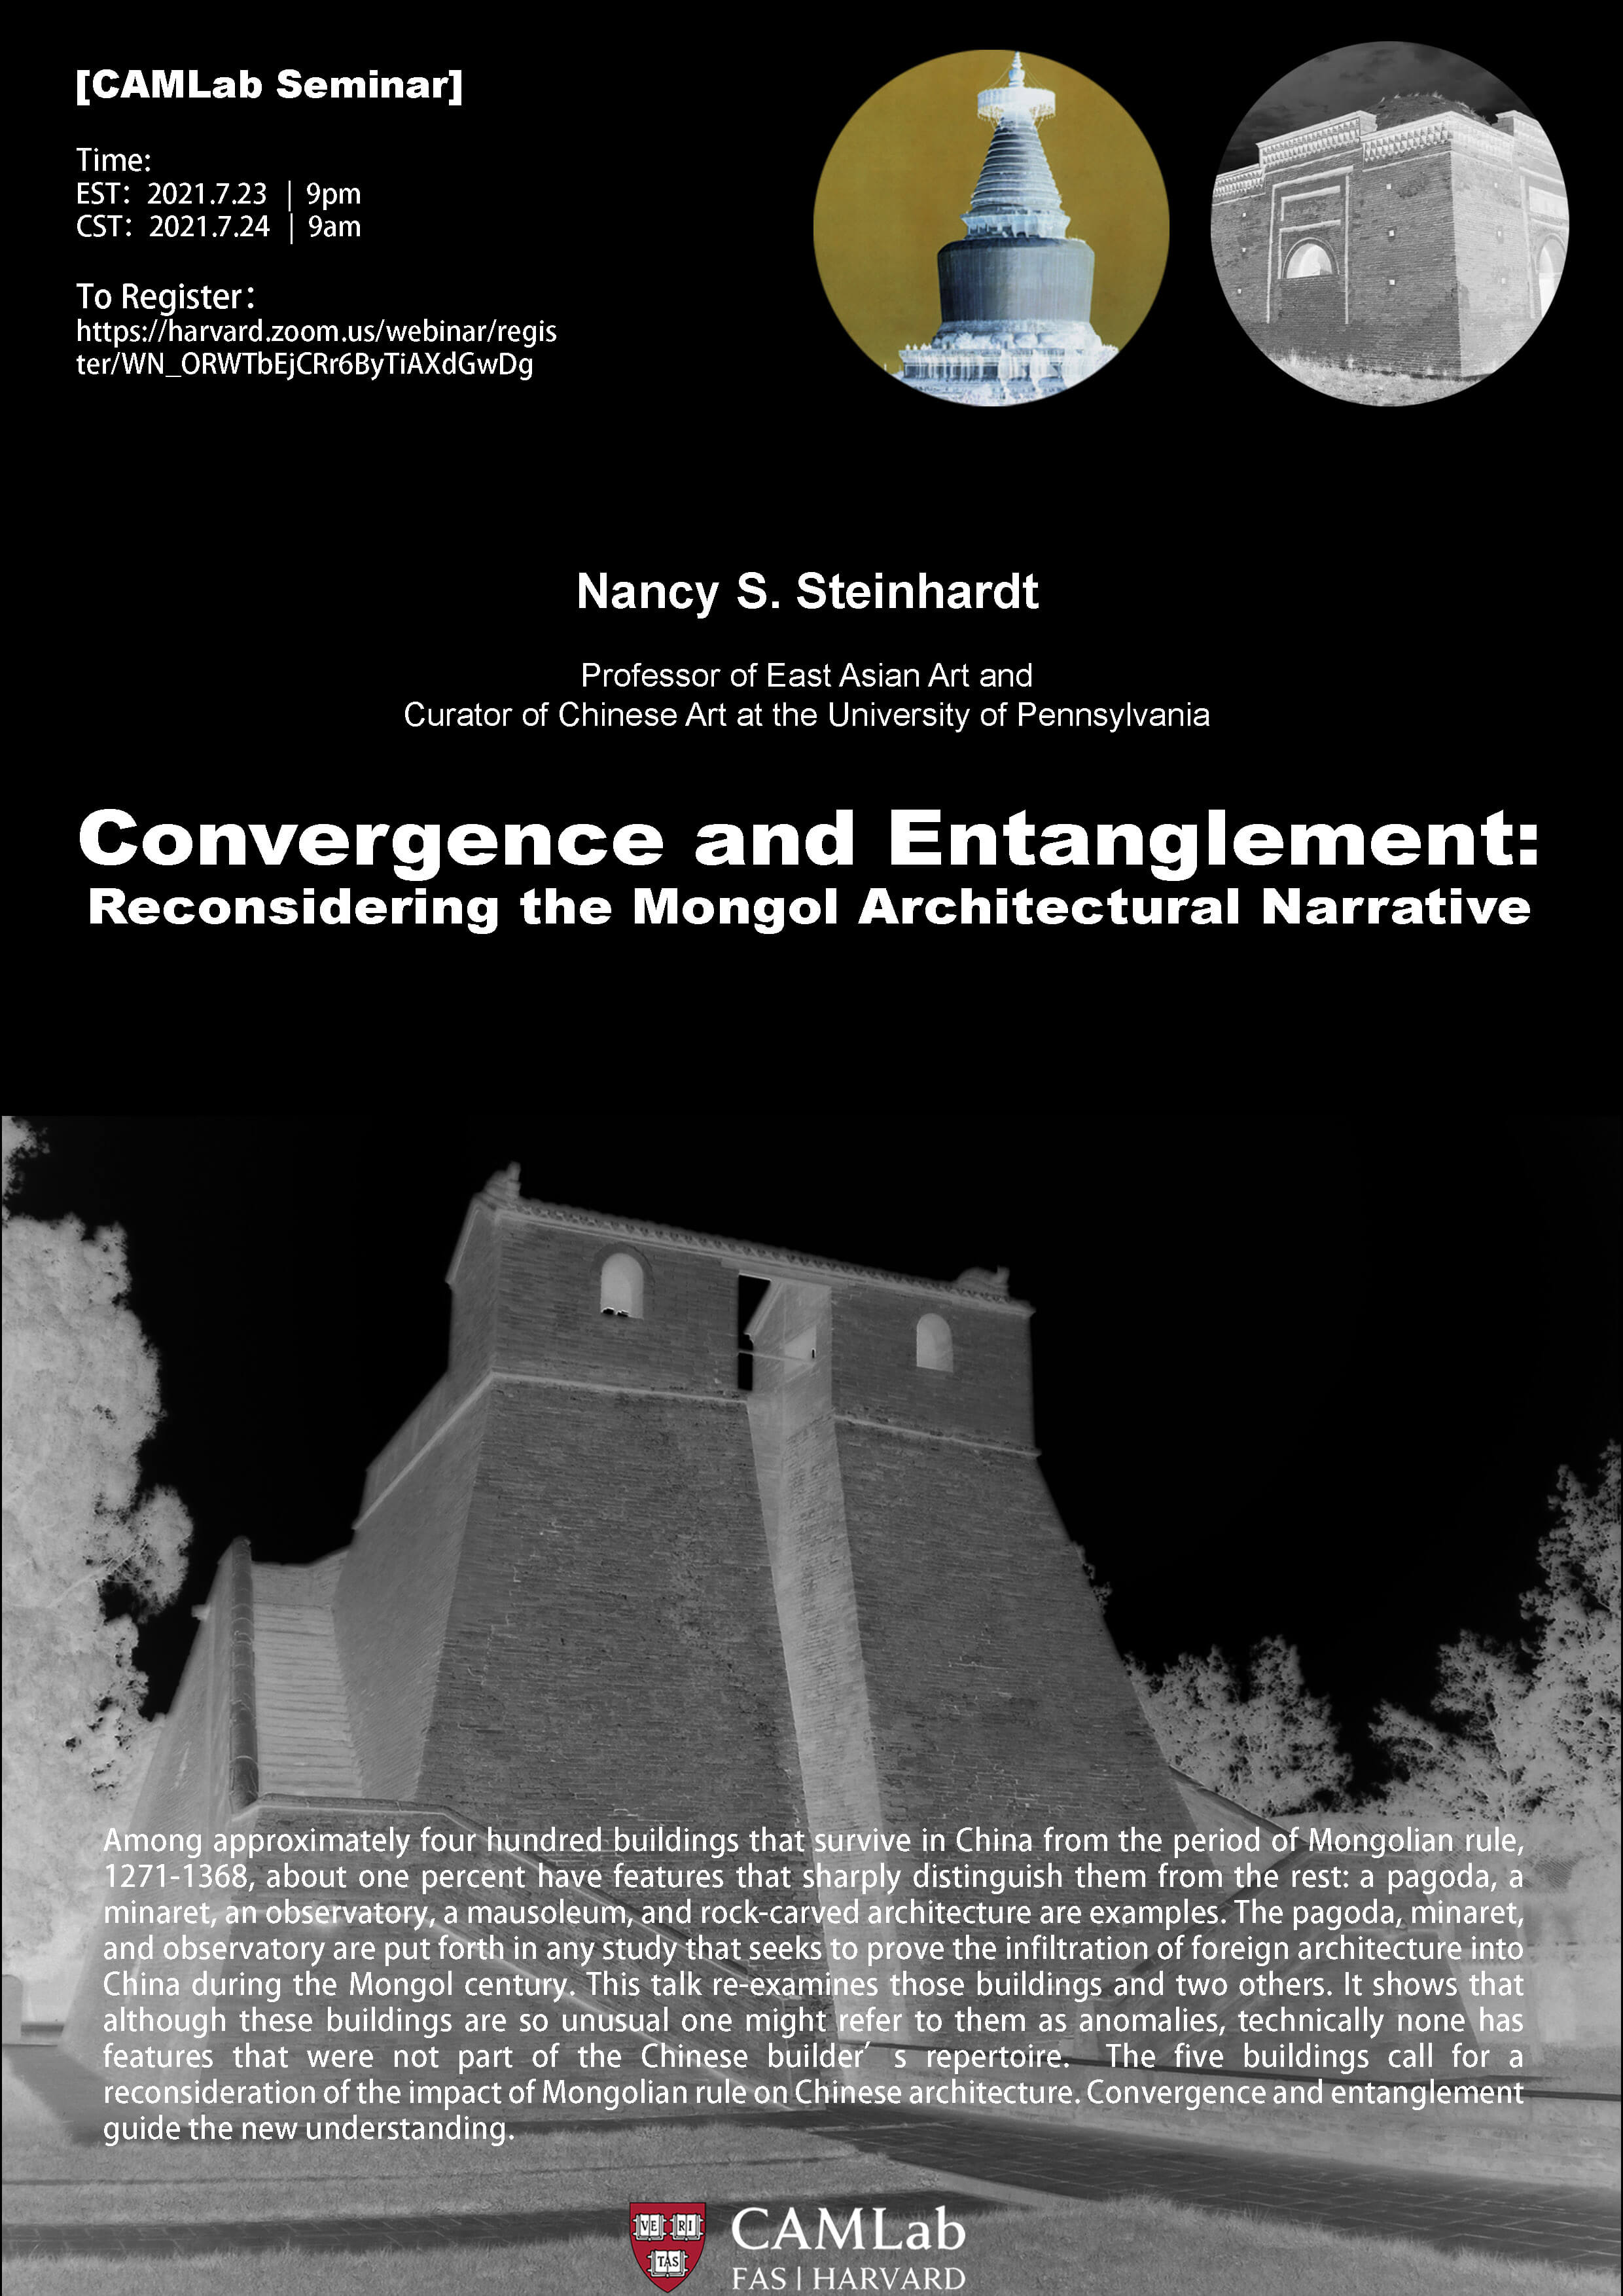 [CAMLab Seminar]
Time:
EST: 2021.7.23 | 9pm
CST: 2021.7.24 | 9am
To Register:
https://harvard.zoom.us/webinar/regis
ter/WN_ORWTbEjCRr6ByTiAXdGwDg
Nancy S. Steinhardt
Professor of East Asian Art and
Curator of Chinese Art at the University of Pennsylvania
Convergence and Entanglement:
Reconsidering the Mongol Architectural Narrative
Among approximately four hundred buildings that survive in China from the period of Mongolian rule,
1271-1368, about one percent have features that sharply distinguish them from the rest: a pagoda, a
minaret, an observatory, a mausoleum, and rock-carved architecture are examples. The pagoda, minaret,
and observatory are put forth in any study that seeks to prove the infiltration of foreign architecture into
China during the Mongol century. This talk re-examines those buildings and two others. It shows that
although these buildings are so unusual one might refer to them as anomalies, technically none has
features that were not part of the Chinese builder' s repertoire. The five buildings call for a
reconsideration of the impact of Mongolian rule on Chinese architecture. Convergence and entanglement
guide the new understanding.
VE RI
TAS
CAMLab
FAS | HARVARD